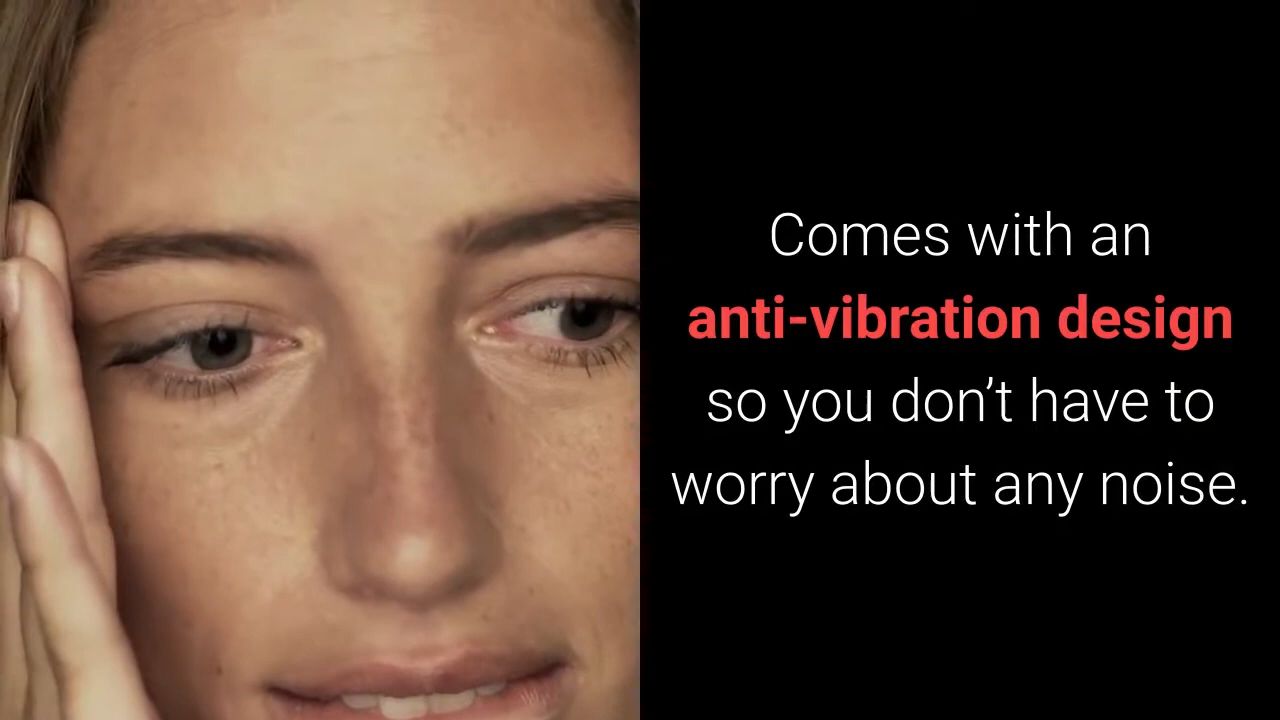 Comes with an
anti-vibration design
so you don’t have to
worry about any noise.